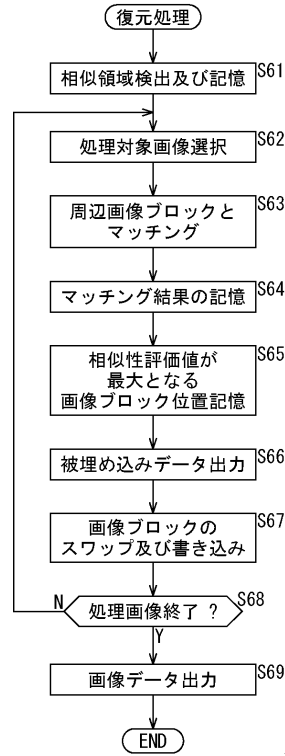 復元処理
相似領域検出及び記憶
S61
処理対象画像選択
S62
周辺画像ブロックと
マッチング
S63
マッチング結果の記憶
S64
相似性評価値が
最大となる
画像ブロック位置記憶
S65
被埋め込みデータ出力
S66
画像ブロックの
スワップ及び書き込み
S67
処理画像終了 ?
S68
N
Y
画像データ出力
S69
END